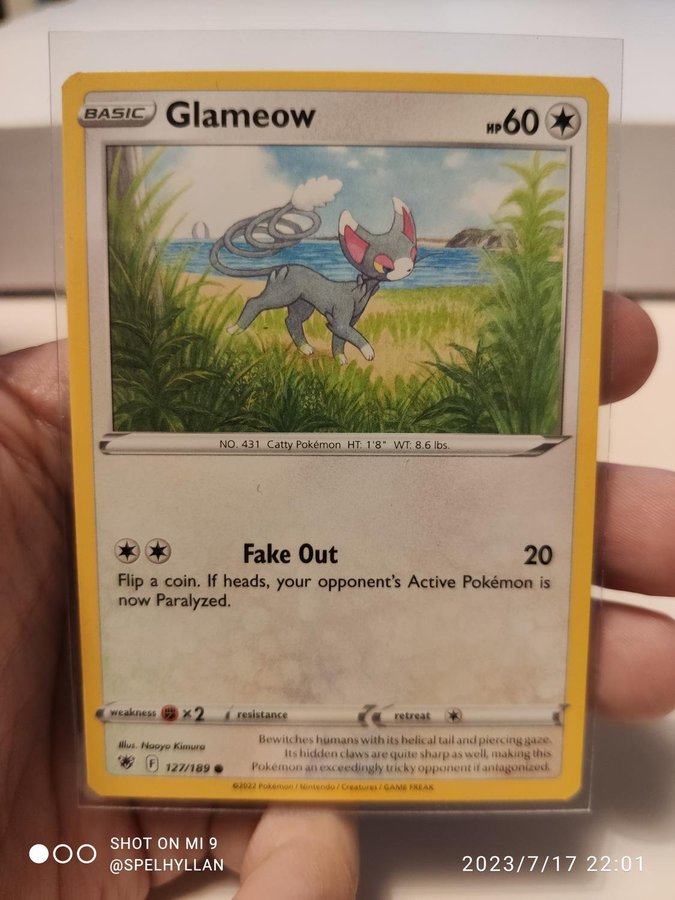 BASIC Glameow HP60
NO. 431 Catty Pokémon HT: 1'8" WT: 8.6 lbs.
Fake Out 20
Flip a coin. If heads, your opponent's Active Pokémon is
now Paralyzed.
weakness ×2 resistance retreat
Illus. Naoyo Kimura
Bewitches humans with its helical tail and piercing gaze.
Its hidden claws are quite sharp as well, making this
Pokémon an exceedingly tricky opponent if antagonized.
F 127/189
©2022 Pokémon / Nintendo / Creatures / GAME FREAK
SHOT ON MI 9
@SPELHYLLAN
2023/7/17 22:01